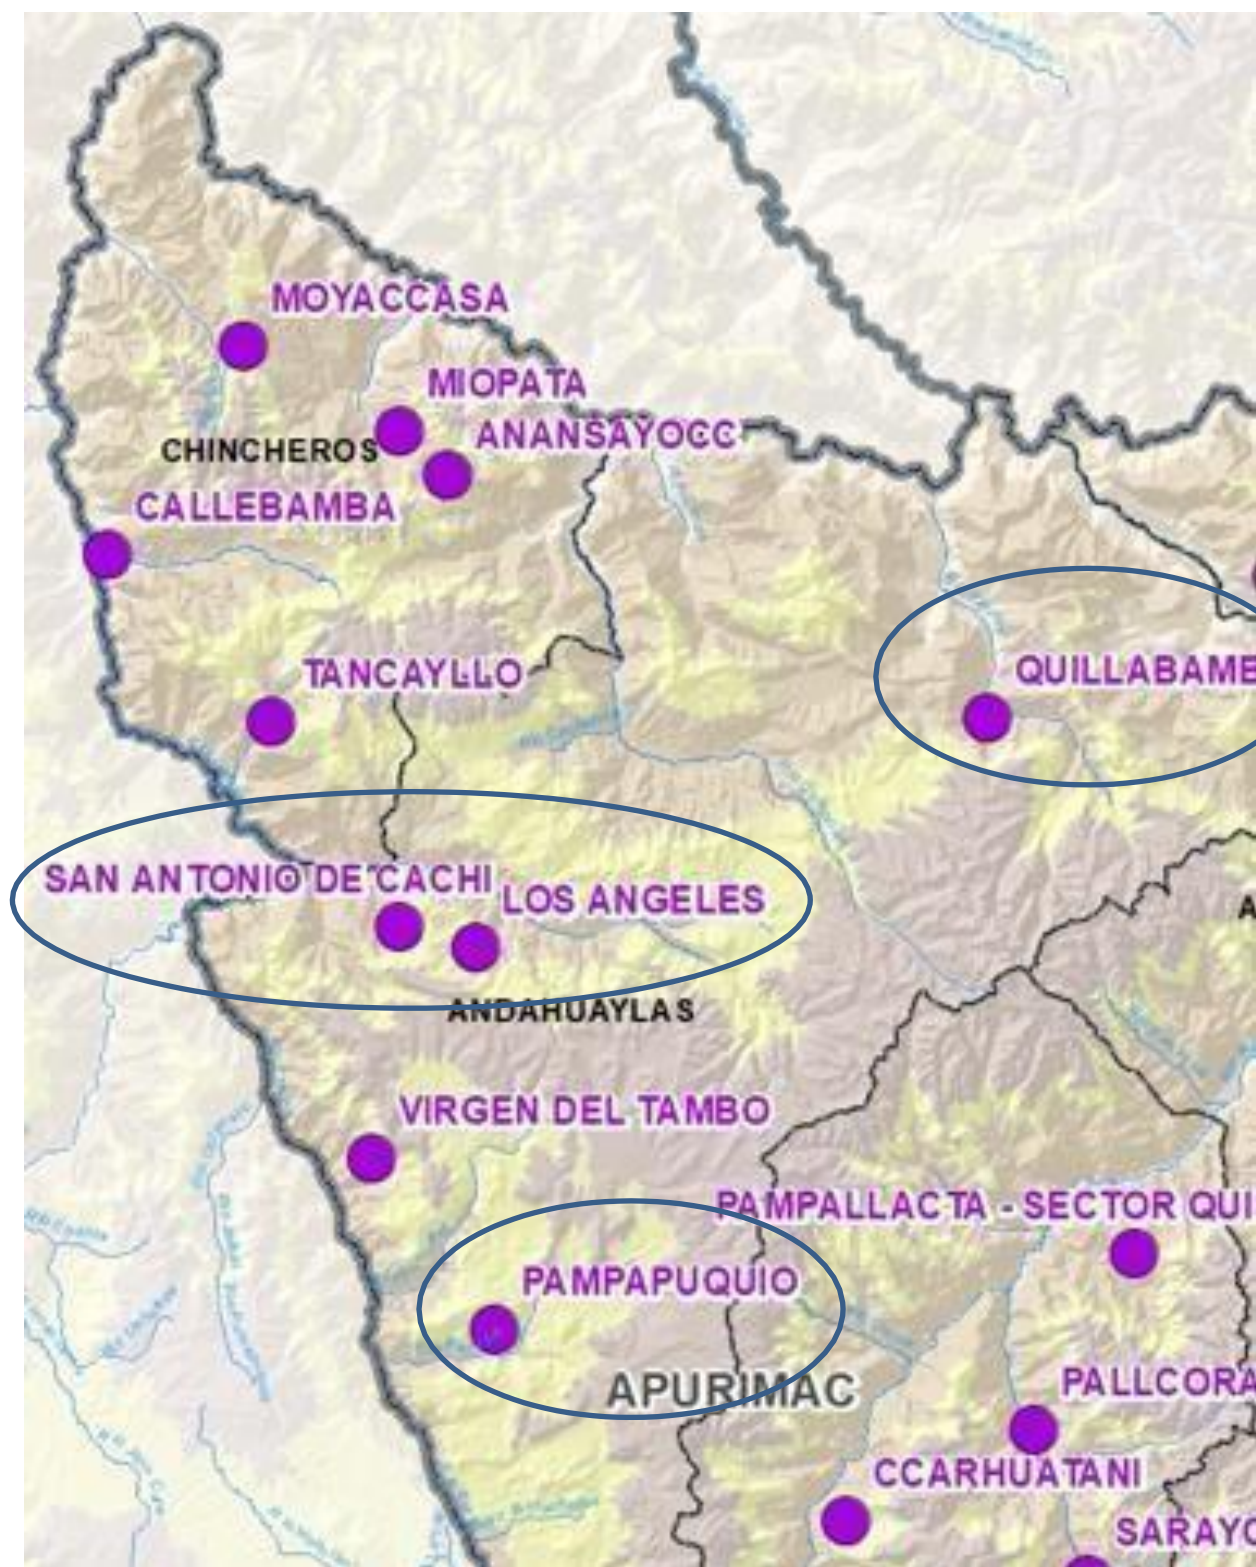 MOYACCASA
MIOPATA
ANANSAYOCC
CHINCHEROS
CALLEBAMBA
TANCAYLLO
QUILLABAMB
SAN ANTONIO DE CACHI
LOS ANGELES
A
ANDAHUAYLAS
VIRGEN DEL TAMBO
PAMPALLACTA - SECTOR QUI
PAMPAPUQUIO
APURIMAC
PALLCORA
CCARHUATANI
SARAYO